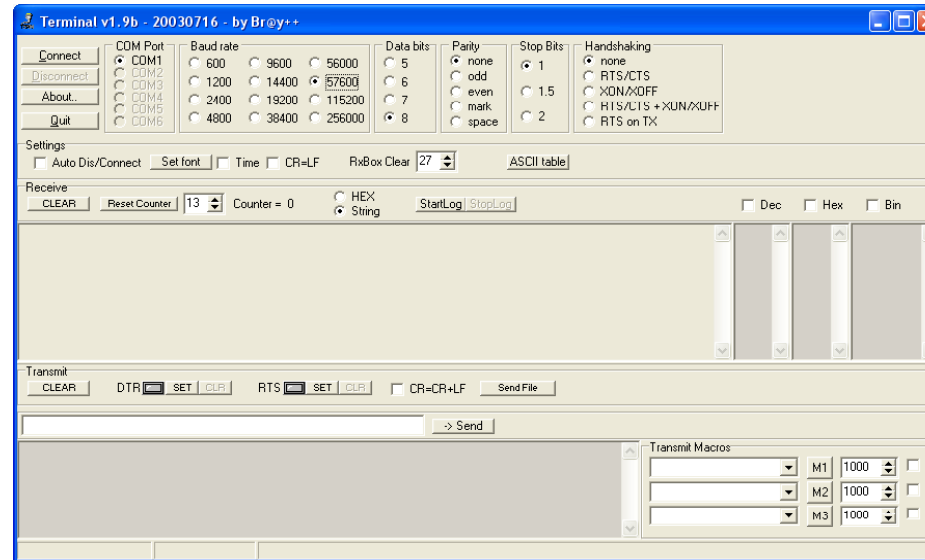 Terminal v1.9b - 20030716 - by Br@y++
Connect
Disconnect
About..
Quit
COM Port
COM1
COM2
COM3
COM4
COM5
COM6
Baud rate
600 9600 56000
1200 14400 57600
2400 19200 115200
4800 38400 256000
Data bits
5
6
7
8
Parity
none
odd
even
mark
space
Stop Bits
1
1.5
2
Handshaking
none
RTS/CTS
XON/XOFF
RTS/CTS + XON/XOFF
RTS on TX
Settings
Auto Dis/Connect Set font Time CR=LF RxBox Clear 27 ASCII table
Receive
CLEAR Reset Counter 13 Counter = 0
HEX
String
StartLog StopLog Dec Hex Bin
Transmit
CLEAR DTR SET CLR RTS SET CLR CR=CR+LF Send File
-> Send
Transmit Macros
M1 1000
M2 1000
M3 1000